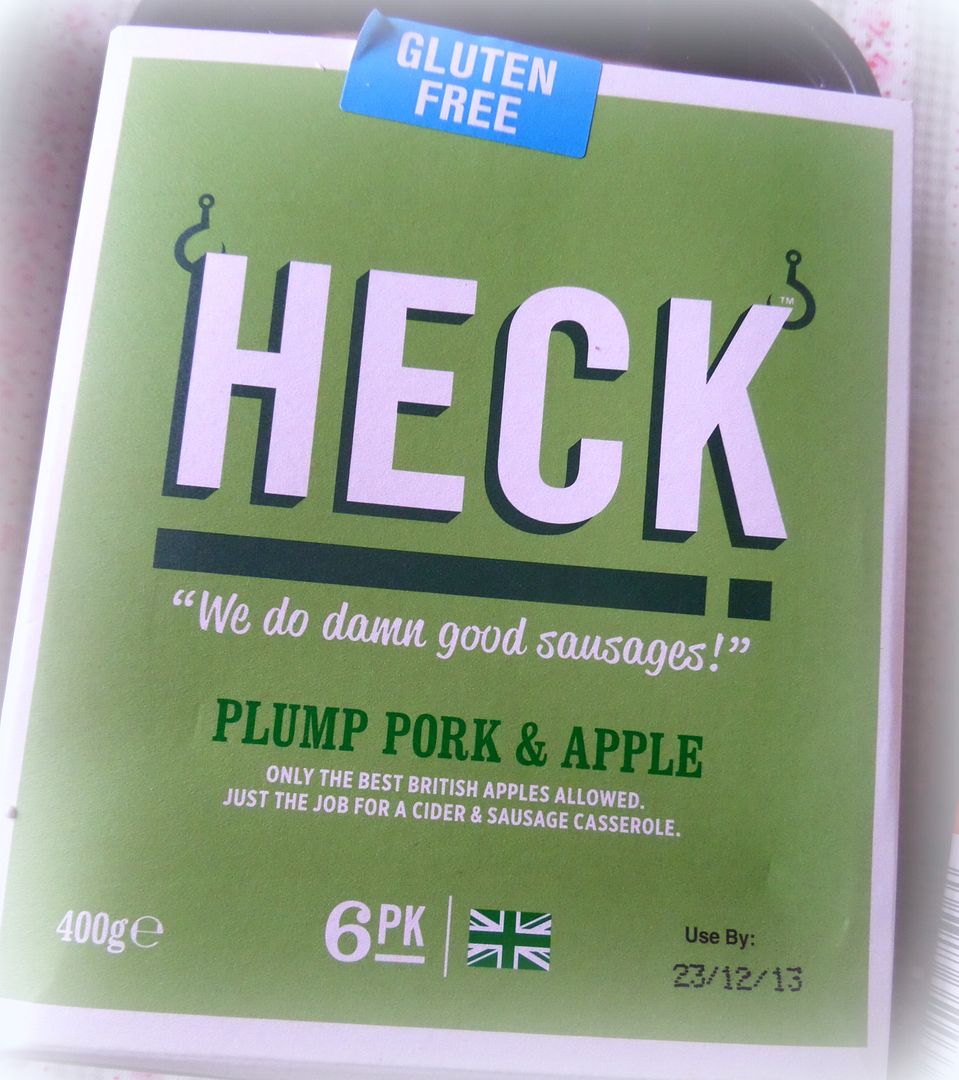 GLUTEN
FREE
HECK™
“We do damn good sausages!”
PLUMP PORK & APPLE
ONLY THE BEST BRITISH APPLES ALLOWED.
JUST THE JOB FOR A CIDER & SAUSAGE CASSEROLE.
400g℮
6PK
Use By:
23/12/13